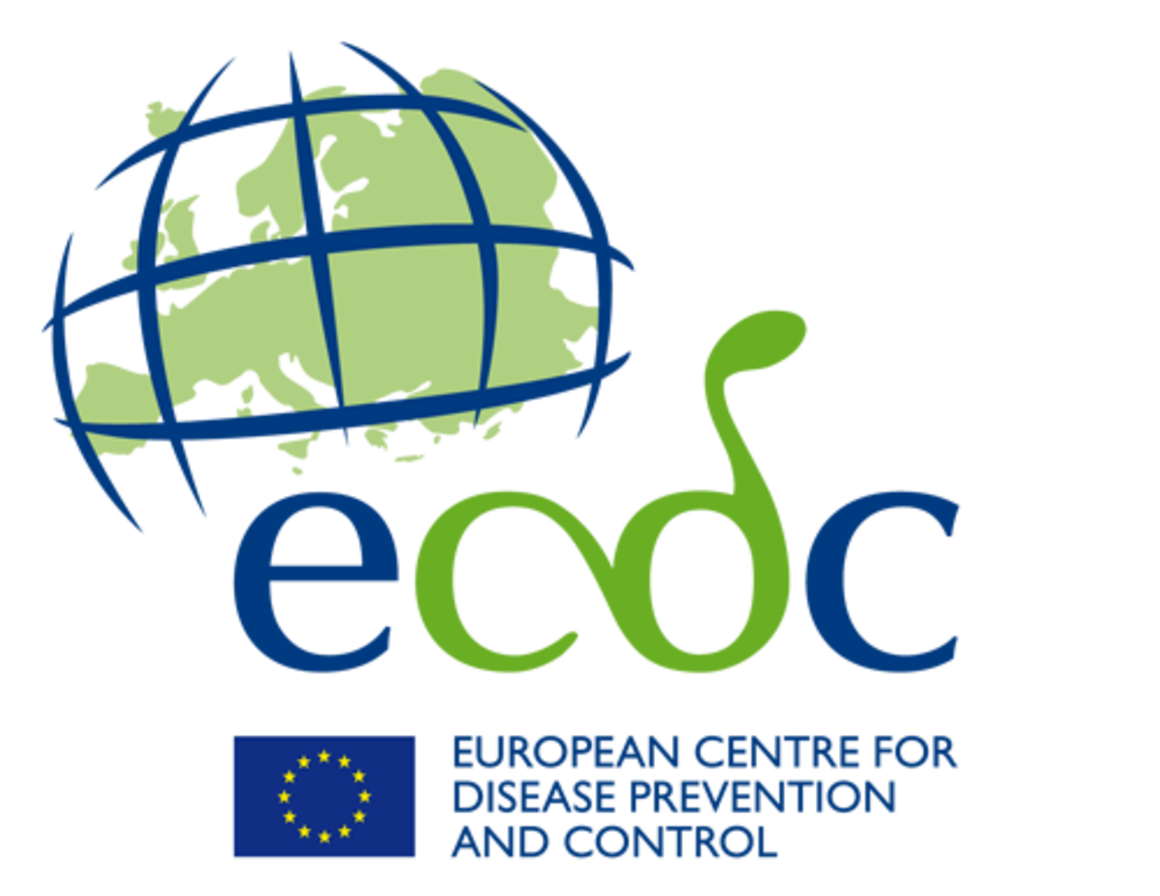 ecdc
EUROPEAN CENTRE FOR
DISEASE PREVENTION
AND CONTROL